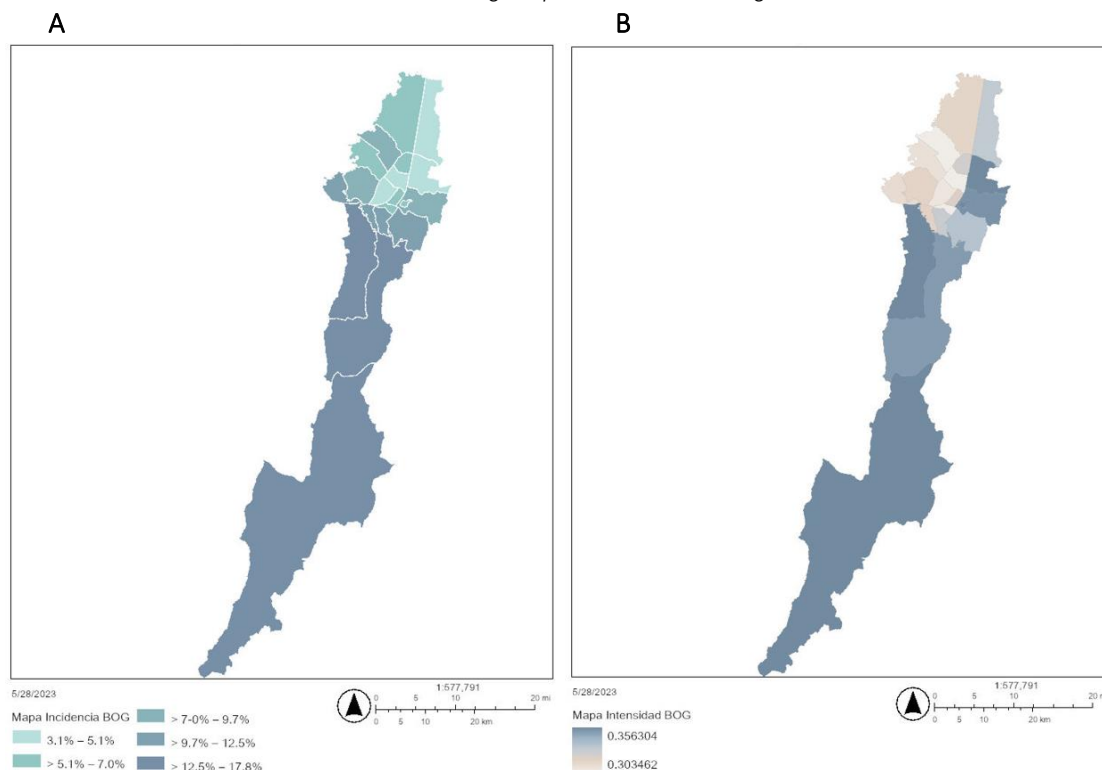 A
B
5/28/2023
1:577,791
0 5 10 20 mi
0 5 10 20 km
Mapa Incidencia BOG
3.1% – 5.1%
> 5.1% – 7.0%
> 7-0% – 9.7%
> 9.7% – 12.5%
> 12.5% – 17.8%
5/28/2023
1:577,791
0 5 10 20 mi
0 5 10 20 km
Mapa Intensidad BOG
0.356304
0.303462